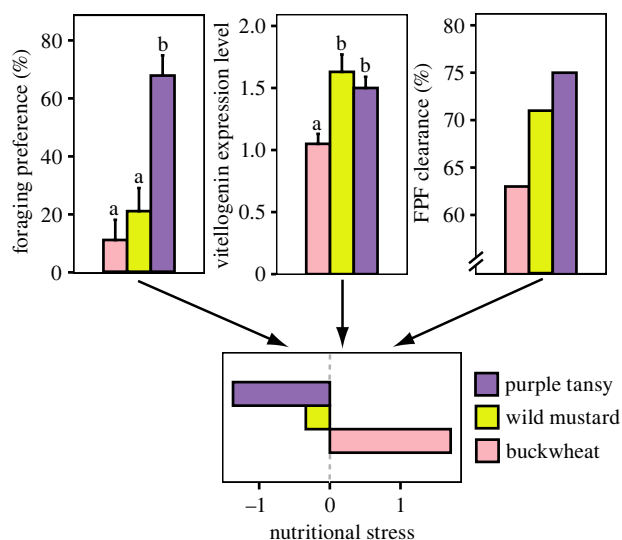 foraging preference (%)
80
60
40
20
0
a
a
b
vitellogenin expression level
2.0
1.5
1.0
0.5
0
a
b
b
FPF clearance (%)
80
75
70
65
60
purple tansy
wild mustard
buckwheat
–1
0
1
nutritional stress